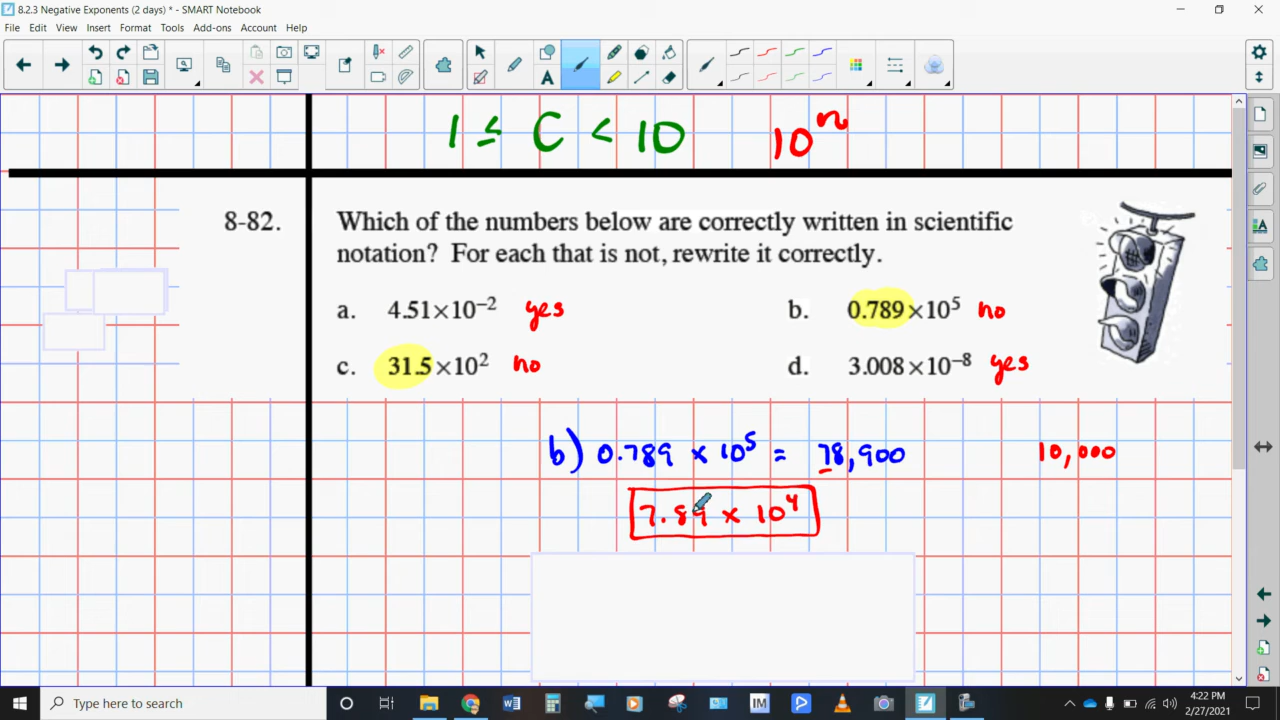 8.2.3 Negative Exponents (2 days) * - SMART Notebook
File Edit View Insert Format Tools Add-ons Account Help
1 ≤ C < 10 10ⁿ
8-82. Which of the numbers below are correctly written in scientific
notation? For each that is not, rewrite it correctly.
a. 4.51×10⁻² yes b. 0.789×10⁵ no
c. 31.5×10² no d. 3.008×10⁻⁸ yes
b) 0.789 x 10⁵ = 78,900 10,000
7.89 x 10⁴
Type here to search
4:22 PM
2/27/2021